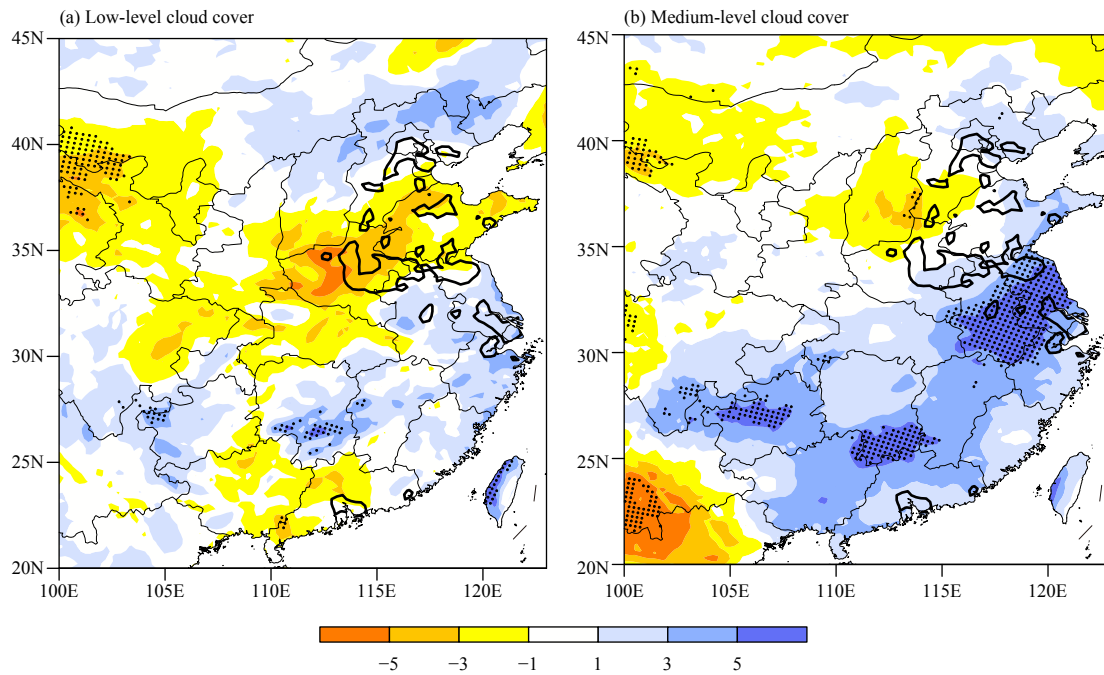 (a) Low-level cloud cover
(b) Medium-level cloud cover
45N
40N
35N
30N
25N
20N
100E 105E 110E 115E 120E
45N
40N
35N
30N
25N
20N
100E 105E 110E 115E 120E
−5 −3 −1 1 3 5